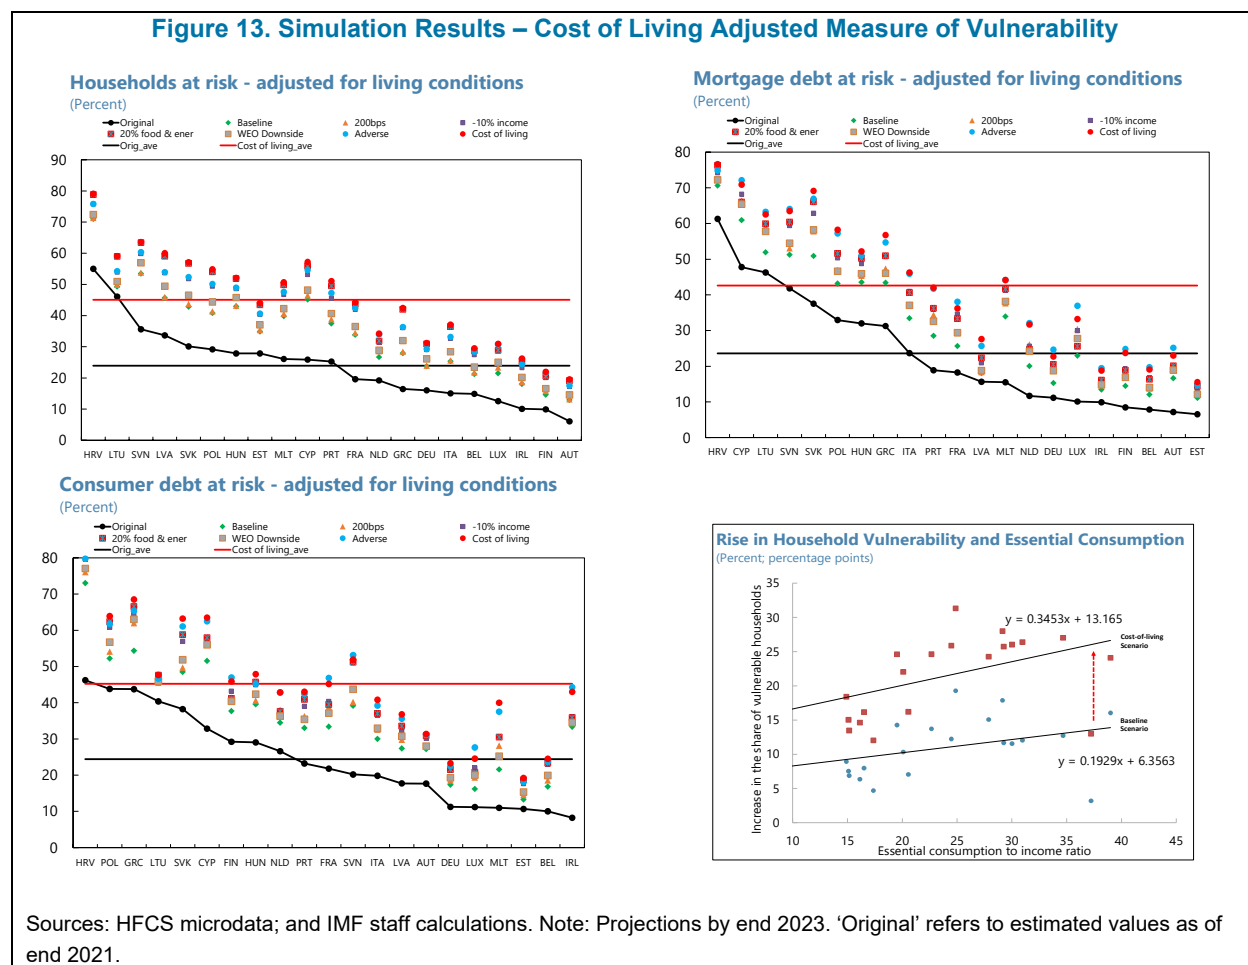 Figure 13. Simulation Results – Cost of Living Adjusted Measure of Vulnerability
Households at risk - adjusted for living conditions
(Percent)
Original Baseline 200bps -10% income
20% food & ener WEO Downside Adverse Cost of living
Orig_ave Cost of living_ave
90
80
70
60
50
40
30
20
10
0
HRV LTU SVN LVA SVK POL HUN EST MLT CYP PRT FRA NLD GRC DEU ITA BEL LUX IRL FIN AUT
Mortgage debt at risk - adjusted for living conditions
(Percent)
Original Baseline 200bps -10% income
20% food & ener WEO Downside Adverse Cost of living
Orig_ave Cost of living_ave
80
70
60
50
40
30
20
10
0
HRV CYP LTU SVN SVK POL HUN GRC ITA PRT FRA LVA MLT NLD DEU LUX IRL FIN BEL AUT EST
Consumer debt at risk - adjusted for living conditions
(Percent)
Original Baseline 200bps -10% income
20% food & ener WEO Downside Adverse Cost of living
Orig_ave Cost of living_ave
80
70
60
50
40
30
20
10
0
HRV POL GRC LTU SVK CYP FIN HUN NLD PRT FRA SVN ITA LVA AUT DEU LUX MLT EST BEL IRL
Rise in Household Vulnerability and Essential Consumption
(Percent; percentage points)
Increase in the share of vulnerable households
35
30
25
20
15
10
5
0
y = 0.3453x + 13.165
Cost-of-living
Scenario
Baseline
Scenario
y = 0.1929x + 6.3563
10 15 20 25 30 35 40 45
Essential consumption to income ratio
Sources: HFCS microdata; and IMF staff calculations. Note: Projections by end 2023. ‘Original’ refers to estimated values as of
end 2021.